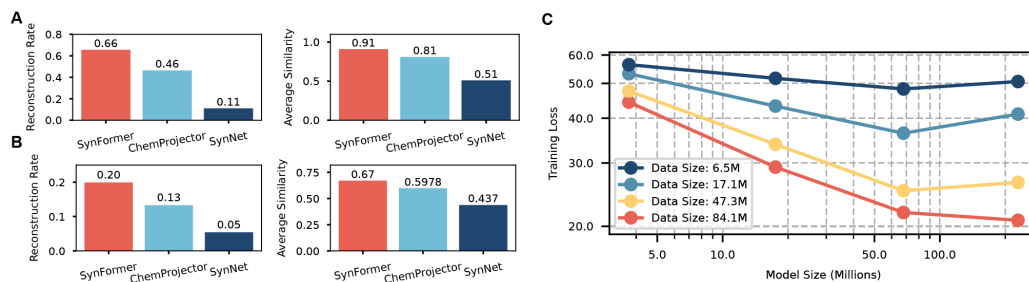 A
Reconstruction Rate
0.8
0.6
0.4
0.2
0.0
0.66
0.46
0.11
SynFormer
ChemProjector
SynNet
Average Similarity
1.0
0.5
0.0
0.91
0.81
0.51
SynFormer
ChemProjector
SynNet
B
Reconstruction Rate
0.2
0.1
0.0
0.20
0.13
0.05
SynFormer
ChemProjector
SynNet
Average Similarity
0.75
0.50
0.25
0.00
0.67
0.5978
0.437
SynFormer
ChemProjector
SynNet
C
Training Loss
60.0
50.0
40.0
30.0
20.0
Data Size: 6.5M
Data Size: 17.1M
Data Size: 47.3M
Data Size: 84.1M
5.0 10.0 50.0 100.0
Model Size (Millions)